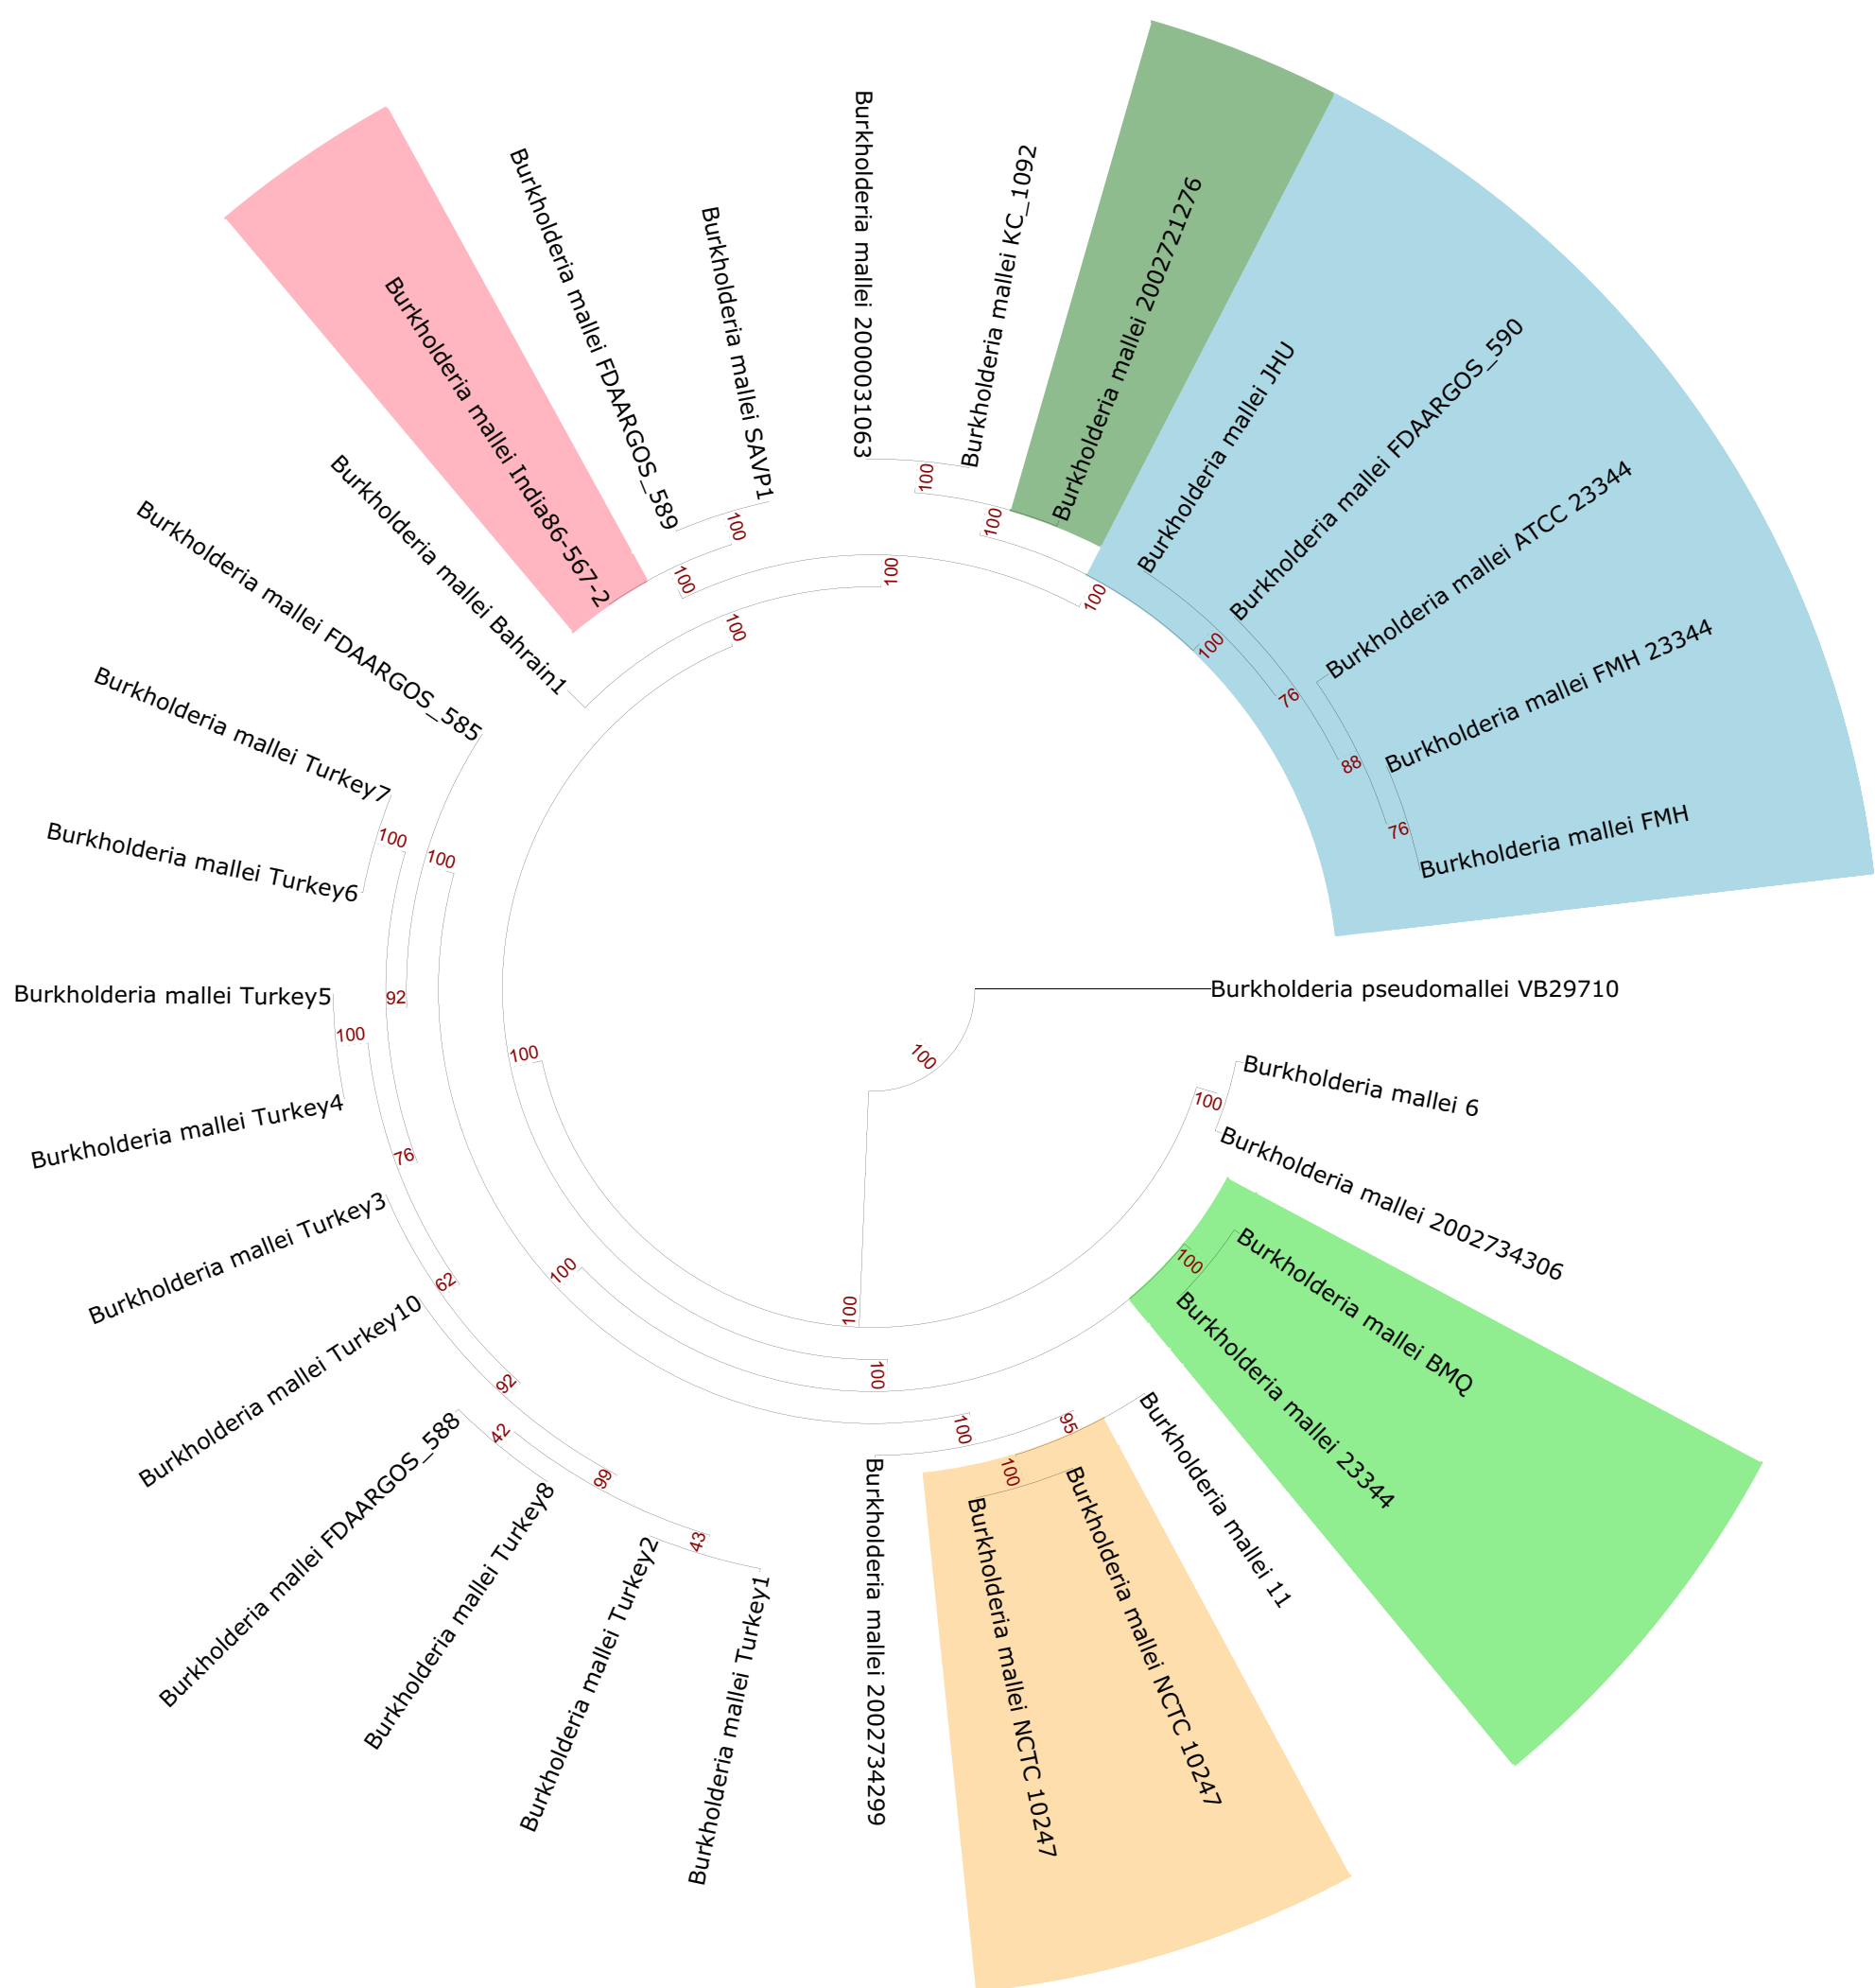 Burkholderia mallei 2000031063
Burkholderia mallei KC_1092
Burkholderia mallei 2002721276
Burkholderia mallei JHU
Burkholderia mallei FDAARGOS_590
Burkholderia mallei ATCC 23344
Burkholderia mallei FMH 23344
Burkholderia mallei FMH
Burkholderia pseudomallei VB29710
Burkholderia mallei 6
Burkholderia mallei 2002734306
Burkholderia mallei BMQ
Burkholderia mallei 23344
Burkholderia mallei 11
Burkholderia mallei NCTC 10247
Burkholderia mallei NCTC 10247
Burkholderia mallei 2002734299
Burkholderia mallei Turkey1
Burkholderia mallei Turkey2
Burkholderia mallei Turkey8
Burkholderia mallei FDAARGOS_588
Burkholderia mallei Turkey10
Burkholderia mallei Turkey3
Burkholderia mallei Turkey4
Burkholderia mallei Turkey5
Burkholderia mallei Turkey6
Burkholderia mallei Turkey7
Burkholderia mallei FDAARGOS_585
Burkholderia mallei Bahrain1
Burkholderia mallei India86-567-2
Burkholderia mallei FDAARGOS_589
Burkholderia mallei SAVP1
100
100
100
100
100
100
100
100
76
88
76
100
100
100
92
100
76
62
92
42
99
43
100
100
100
100
100
95
100
100
100